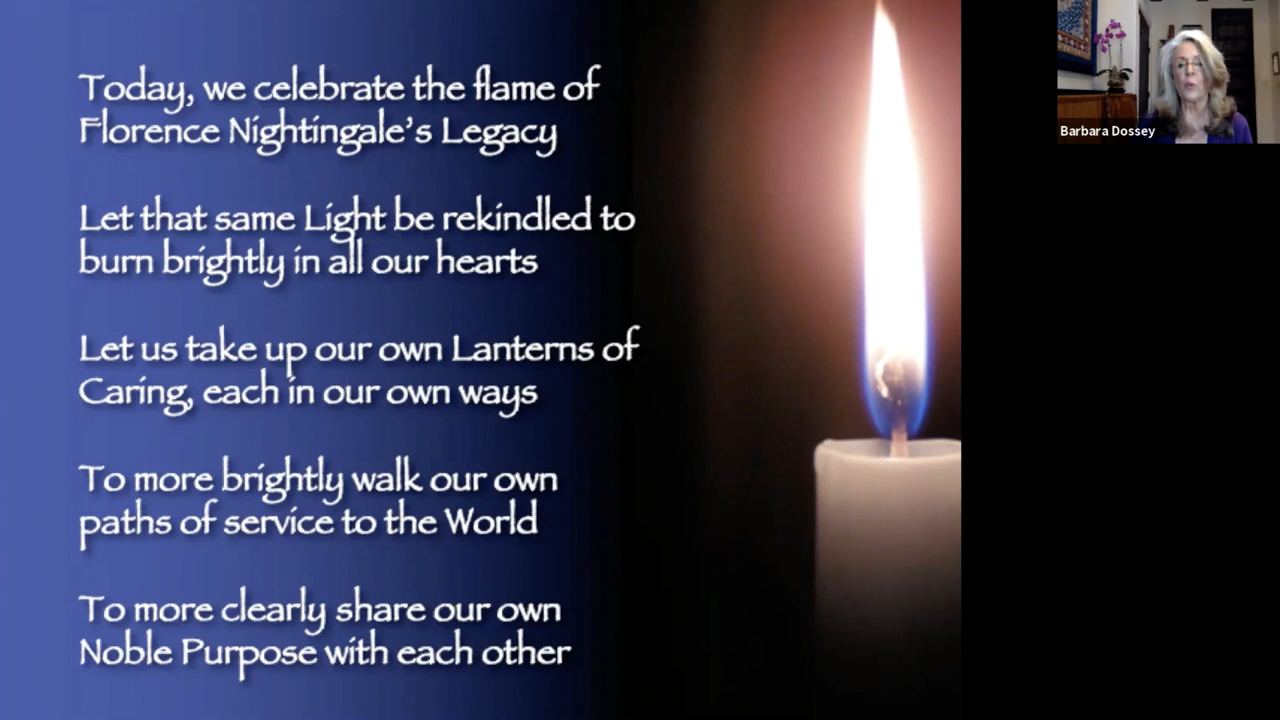 Today, we celebrate the flame of
Florence Nightingale's Legacy
Let that same Light be rekindled to
burn brightly in all our hearts
Let us take up our own Lanterns of
Caring, each in our own ways
To more brightly walk our own
paths of service to the World
To more clearly share our own
Noble Purpose with each other
Barbara Dossey